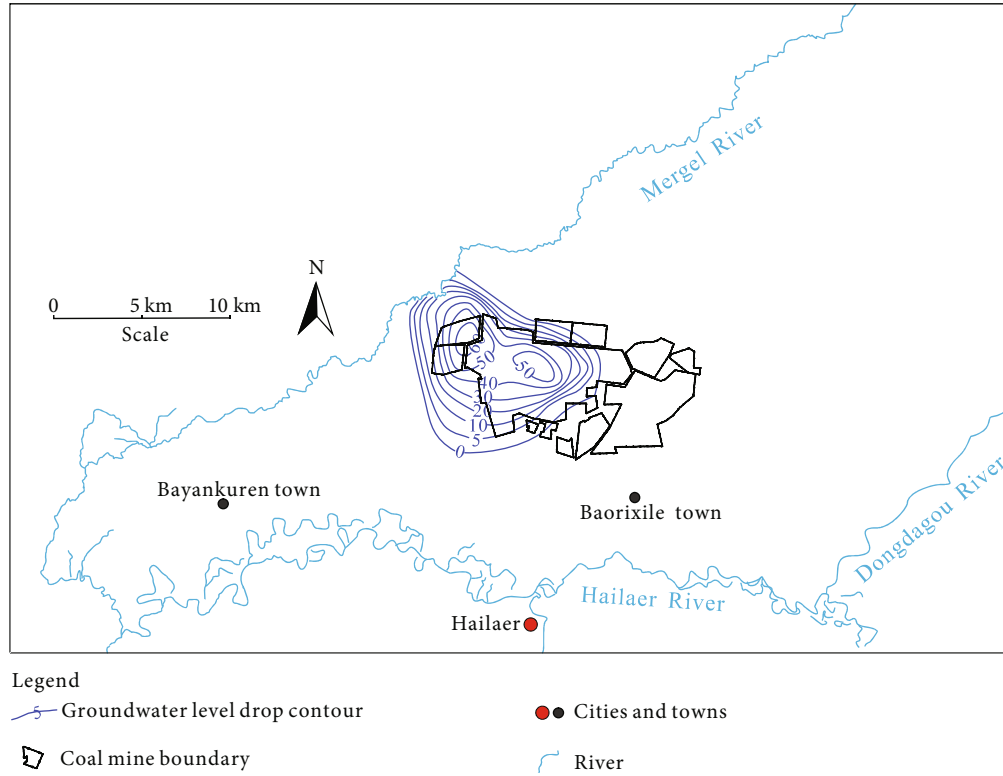 Mergel River
N
0 5 km 10 km
Scale
50
50
40
30
20
10
5
0
Bayankuren town
Baorixile town
Dongdagou River
Hailaer River
Hailaer
Legend
5 Groundwater level drop contour
Cities and towns
Coal mine boundary
River